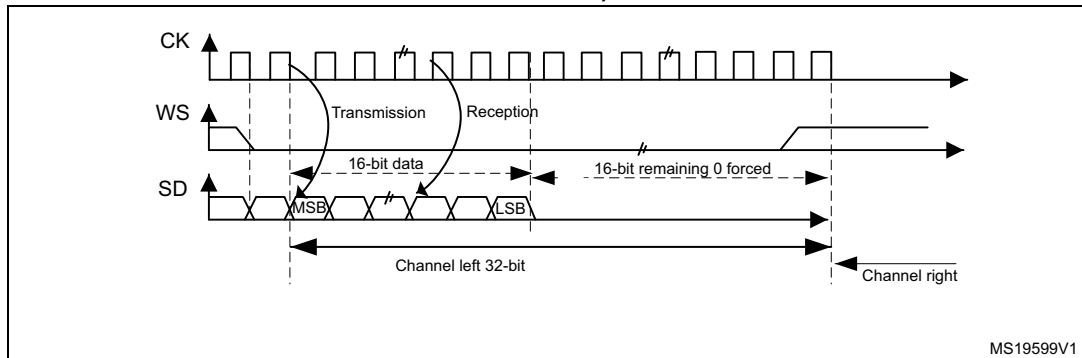 CK
Transmission
Reception
WS
16-bit data
16-bit remaining 0 forced
SD
MSB
LSB
Channel left 32-bit
Channel right
MS19599V1